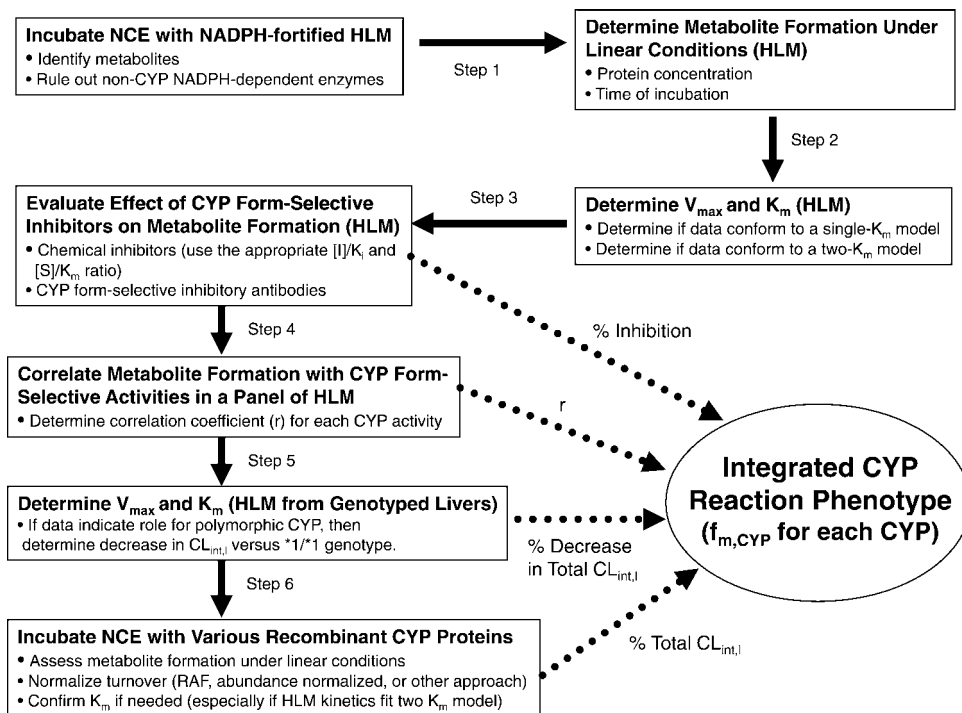 Incubate NCE with NADPH-fortified HLM
• Identify metabolites
• Rule out non-CYP NADPH-dependent enzymes
Step 1
Determine Metabolite Formation Under
Linear Conditions (HLM)
• Protein concentration
• Time of incubation
Step 2
Determine Vmax and Km (HLM)
• Determine if data conform to a single-Km model
• Determine if data conform to a two-Km model
Step 3
Evaluate Effect of CYP Form-Selective
Inhibitors on Metabolite Formation (HLM)
• Chemical inhibitors (use the appropriate [I]/Ki and
[S]/Km ratio)
• CYP form-selective inhibitory antibodies
% Inhibition
Step 4
Correlate Metabolite Formation with CYP Form-
Selective Activities in a Panel of HLM
• Determine correlation coefficient (r) for each CYP activity
r
Step 5
Determine Vmax and Km (HLM from Genotyped Livers)
• If data indicate role for polymorphic CYP, then
determine decrease in CLint,I versus *1/*1 genotype.
% Decrease
in Total CLint,I
Step 6
Incubate NCE with Various Recombinant CYP Proteins
• Assess metabolite formation under linear conditions
• Normalize turnover (RAF, abundance normalized, or other approach)
• Confirm Km if needed (especially if HLM kinetics fit two Km model)
% Total CLint,I
Integrated CYP
Reaction Phenotype
(fm,CYP for each CYP)